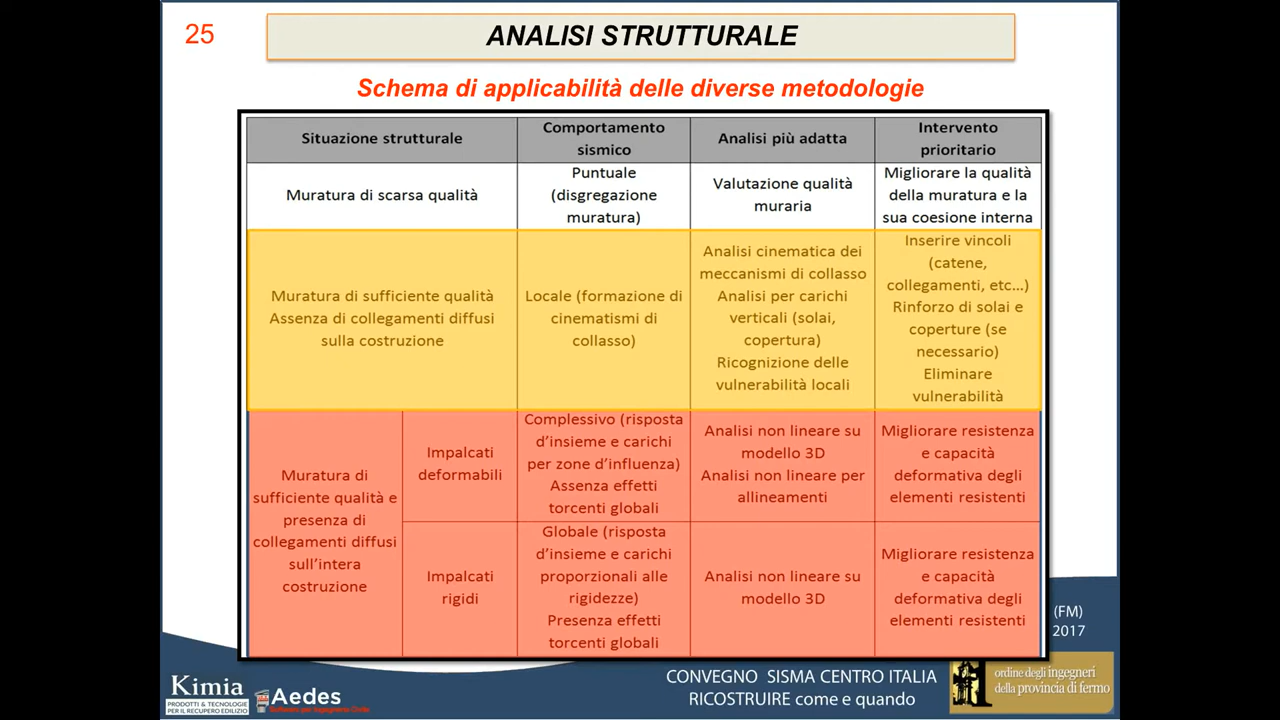 25
ANALISI STRUTTURALE
Schema di applicabilità delle diverse metodologie
Situazione strutturale
Comportamento
sismico
Analisi più adatta
Intervento
prioritario
Muratura di scarsa qualità
Puntuale
(disgregazione
muratura)
Valutazione qualità
muraria
Migliorare la qualità
della muratura e la
sua coesione interna
Muratura di sufficiente qualità
Assenza di collegamenti diffusi
sulla costruzione
Locale (formazione di
cinematismi di
collasso)
Analisi cinematica dei
meccanismi di collasso
Analisi per carichi
verticali (solai,
copertura)
Ricognizione delle
vulnerabilità locali
Inserire vincoli
(catene,
collegamenti, etc…)
Rinforzo di solai e
coperture (se
necessario)
Eliminare
vulnerabilità
Muratura di
sufficiente qualità e
presenza di
collegamenti diffusi
sull'intera
costruzione
Impalcati
deformabili
Complessivo (risposta
d'insieme e carichi
per zone d'influenza)
Assenza effetti
torcenti globali
Analisi non lineare su
modello 3D
Analisi non lineare per
allineamenti
Migliorare resistenza
e capacità
deformativa degli
elementi resistenti
Impalcati
rigidi
Globale (risposta
d'insieme e carichi
proporzionali alle
rigidezze)
Presenza effetti
torcenti globali
Analisi non lineare su
modello 3D
Migliorare resistenza
e capacità
deformativa degli
elementi resistenti
(FM)
2017
Kimia
PRODOTTI & TECNOLOGIE
PER IL RECUPERO EDILIZIO
Aedes
Software per Ingegneria Civile
CONVEGNO SISMA CENTRO ITALIA
RICOSTRUIRE come e quando
ordine degli ingegneri
della provincia di fermo